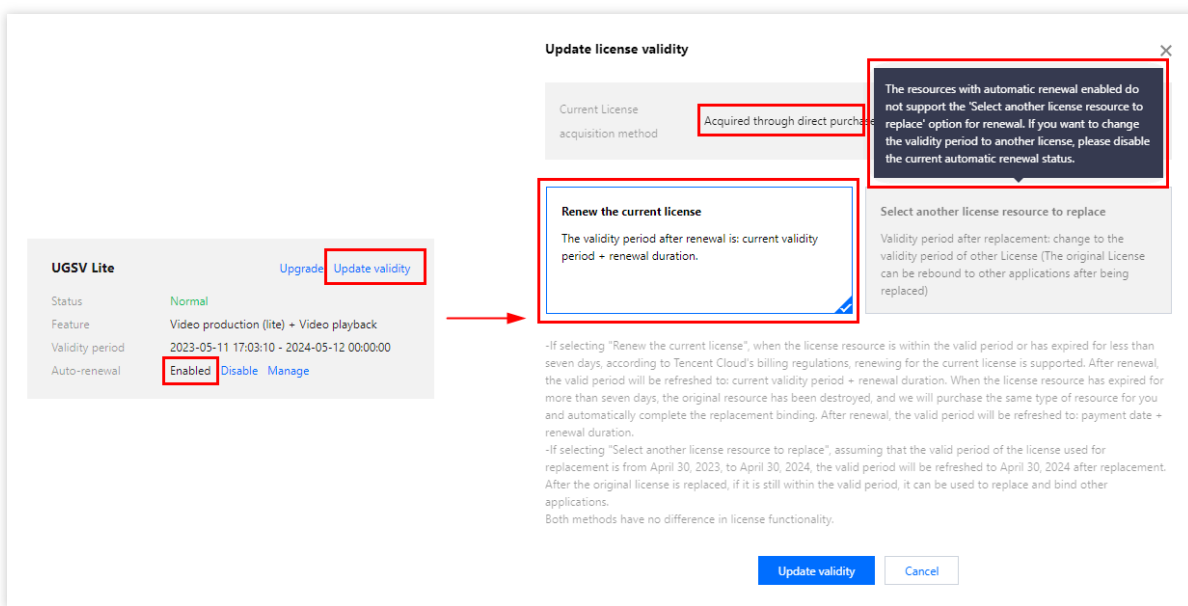 Update license validity
Current License
acquisition method
Acquired through direct purchase
The resources with automatic renewal enabled do
not support the 'Select another license resource to
replace' option for renewal. If you want to change
the validity period to another license, please disable
the current automatic renewal status.
Renew the current license
The validity period after renewal is: current validity
period + renewal duration.
Select another license resource to replace
Validity period after replacement: change to the
validity period of other License (The original License
can be rebound to other applications after being
replaced)
UGSV Lite
Upgrade Update validity
Status Normal
Feature Video production (lite) + Video playback
Validity period 2023-05-11 17:03:10 - 2024-05-12 00:00:00
Auto-renewal Enabled Disable Manage
-If selecting "Renew the current license", when the license resource is within the valid period or has expired for less than
seven days, according to Tencent Cloud's billing regulations, renewing for the current license is supported. After renewal,
the valid period will be refreshed to: current validity period + renewal duration. When the license resource has expired for
more than seven days, the original resource has been destroyed, and we will purchase the same type of resource for you
and automatically complete the replacement binding. After renewal, the valid period will be refreshed to: payment date +
renewal duration.
-If selecting "Select another license resource to replace", assuming that the valid period of the license used for
replacement is from April 30, 2023, to April 30, 2024, the valid period will be refreshed to April 30, 2024 after replacement.
After the original license is replaced, if it is still within the valid period, it can be used to replace and bind other
applications.
Both methods have no difference in license functionality.
Update validity
Cancel